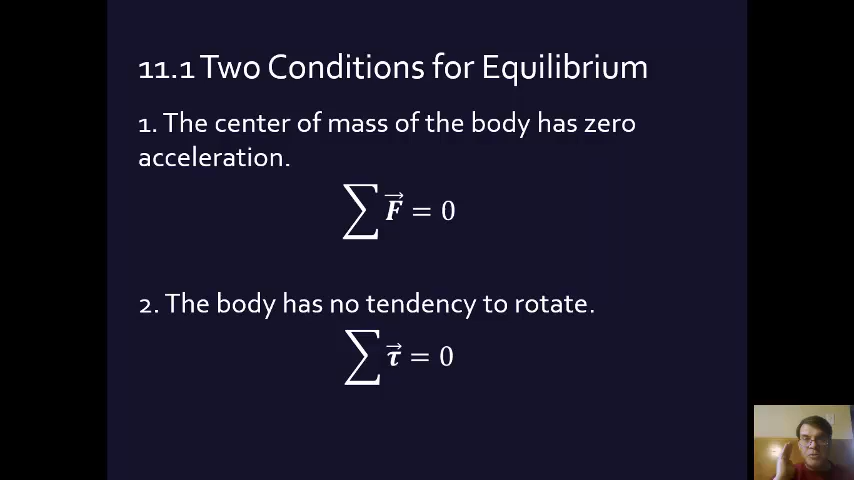 11.1 Two Conditions for Equilibrium
1. The center of mass of the body has zero
acceleration.
∑ F⃗ = 0
2. The body has no tendency to rotate.
∑ τ⃗ = 0